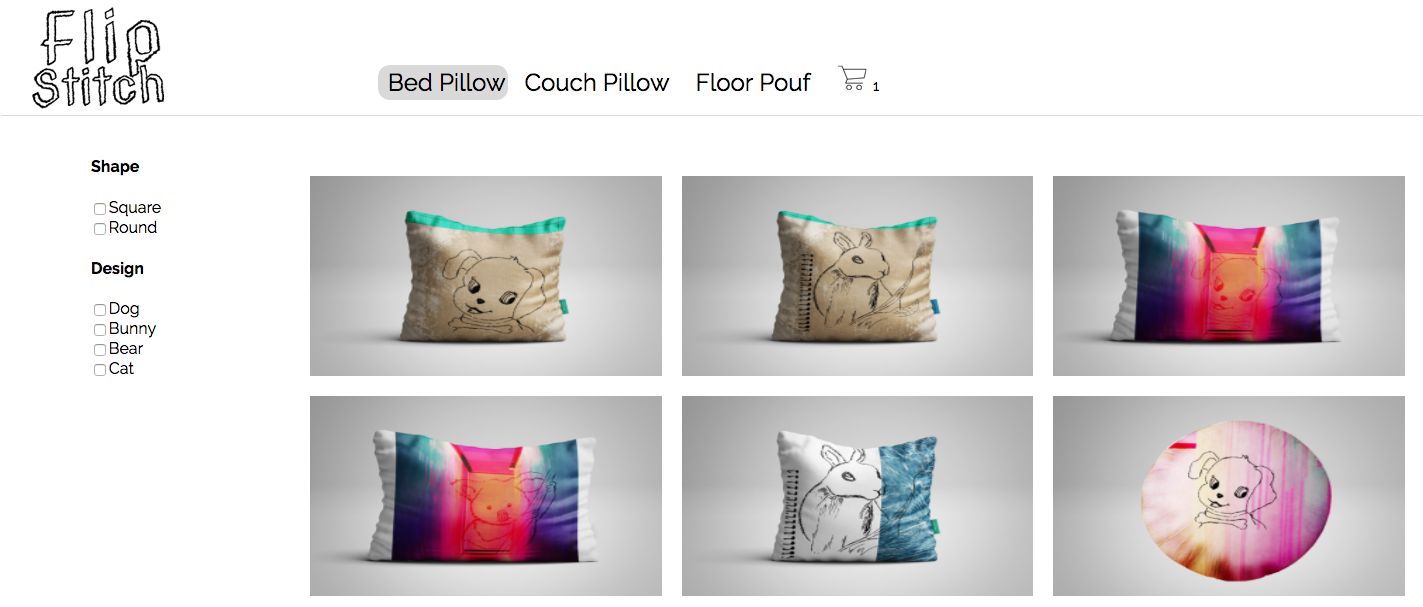 Flip
Stitch
Bed Pillow Couch Pillow Floor Pouf 1
Shape
Square
Round
Design
Dog
Bunny
Bear
Cat